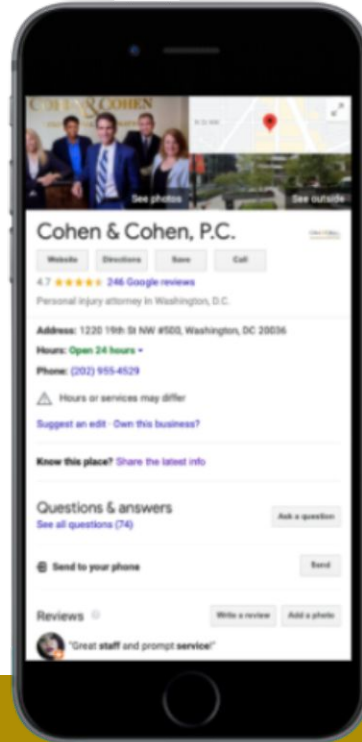 COHEN & COHEN
See photos
See outside
Cohen & Cohen, P.C.
Website Directions Save Call
4.7 246 Google reviews
Personal injury attorney in Washington, D.C.
Address: 1220 19th St NW #500, Washington, DC 20036
Hours: Open 24 hours
Phone: (202) 955-4529
Hours or services may differ
Suggest an edit · Own this business?
Know this place? Share the latest info
Questions & answers
See all questions (74)
Ask a question
Send to your phone
Send
Reviews
Write a review Add a photo
"Great staff and prompt service!"